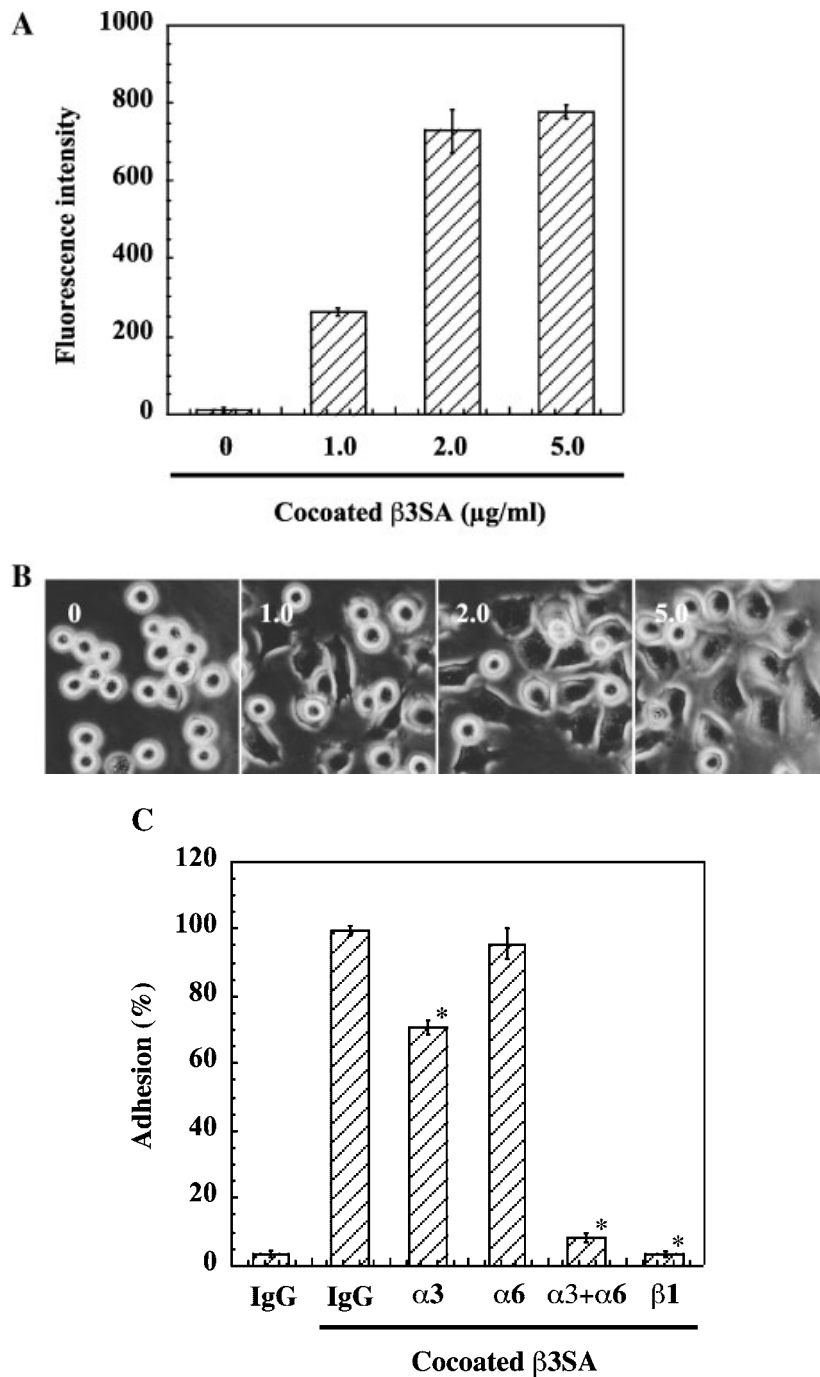 A
1000
800
600
400
200
0
Fluorescence intensity
0 1.0 2.0 5.0
Cocoated β3SA (μg/ml)
B
0 1.0 2.0 5.0
C
120
100
80
60
40
20
0
Adhesion (%)
* * *
IgG IgG α3 α6 α3+α6 β1
Cocoated β3SA